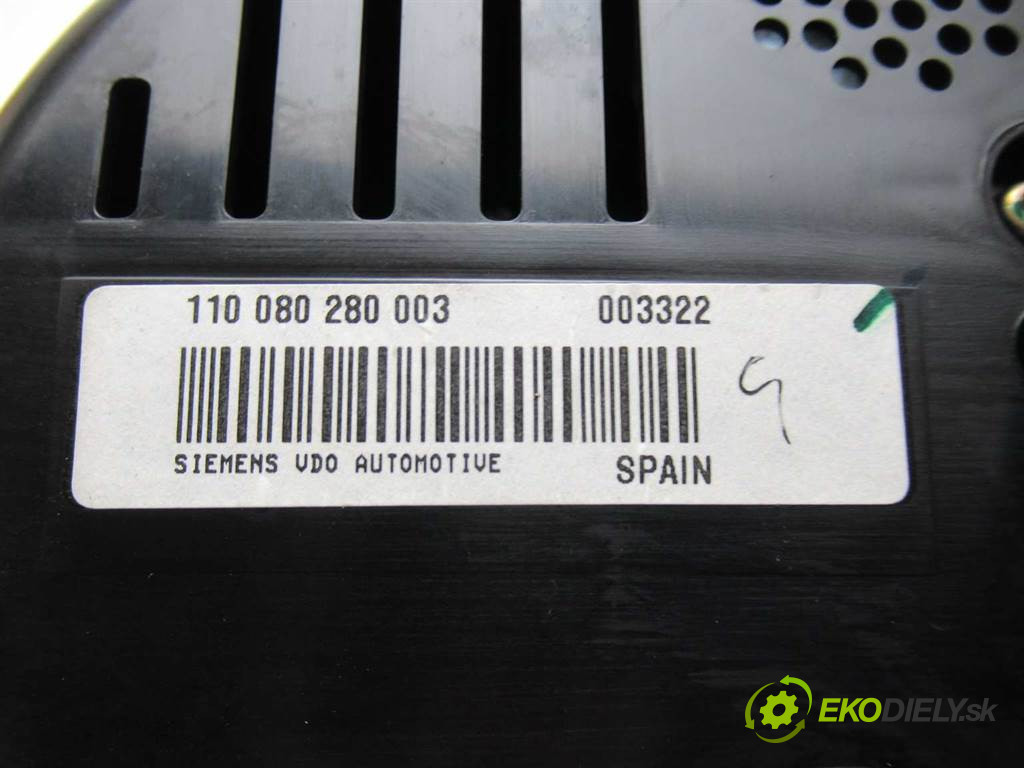 110 080 280 003 003322
SIEMENS VDO AUTOMOTIVE SPAIN
EKODIELY.sk